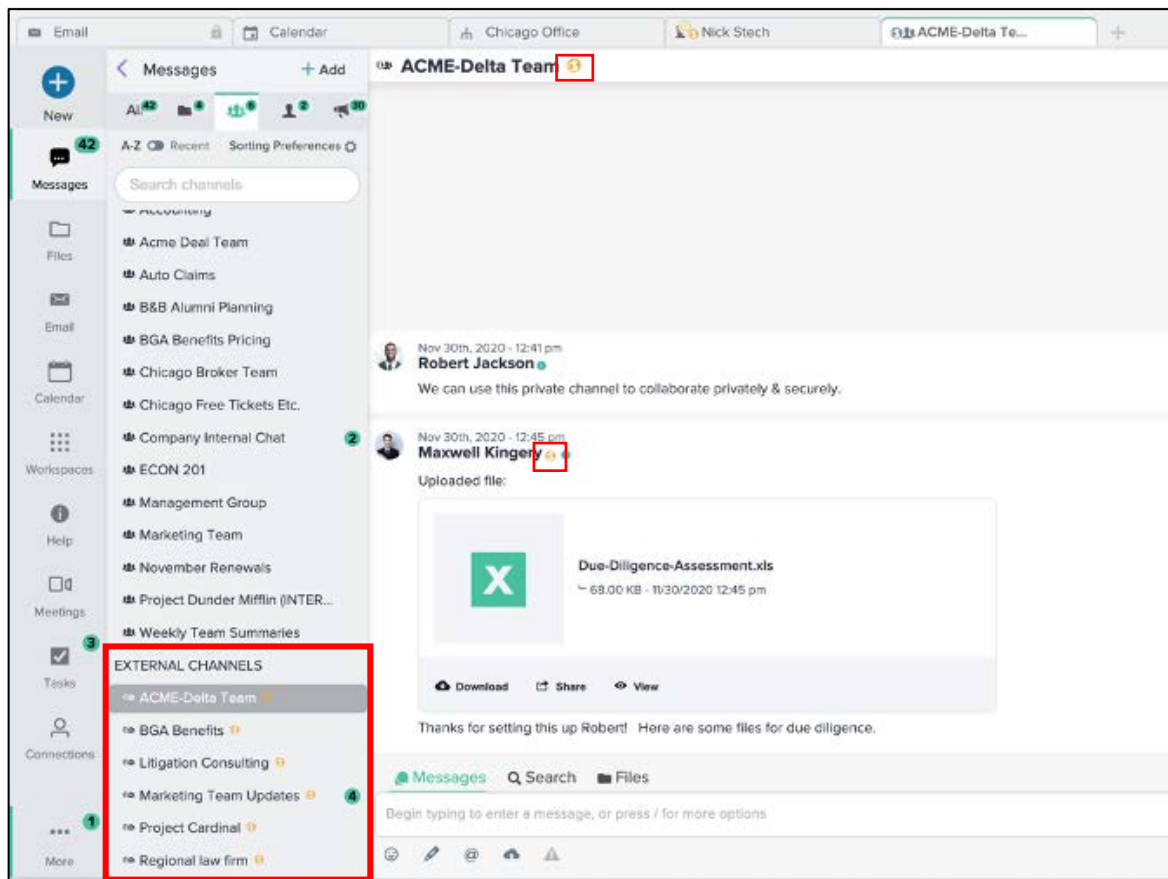 Email
Calendar
Chicago Office
Nick Stech
ACME-Delta Te...
New
42
Messages
Files
Email
Calendar
Workspaces
Help
Meetings
3
Tasks
Connections
1
More
Messages
+ Add
42
4
6
2
30
A-Z Recent Sorting Preferences
Search channels
Accounting
Acme Deal Team
Auto Claims
B&B Alumni Planning
BGA Benefits Pricing
Chicago Broker Team
Chicago Free Tickets Etc.
Company Internal Chat 2
ECON 201
Management Group
Marketing Team
November Renewals
Project Dunder Mifflin (INTER...
Weekly Team Summaries
EXTERNAL CHANNELS
ACME-Delta Team
BGA Benefits
Litigation Consulting
Marketing Team Updates 4
Project Cardinal
Regional law firm
ACME-Delta Team
Nov 30th, 2020 - 12:41 pm
Robert Jackson
We can use this private channel to collaborate privately & securely.
Nov 30th, 2020 - 12:45 pm
Maxwell Kingery
Uploaded file:
X
Due-Diligence-Assessment.xls
69.00 KB - 11/30/2020 12:45 pm
Download Share View
Thanks for setting this up Robert! Here are some files for due diligence.
Messages Search Files
Begin typing to enter a message, or press / for more options
@